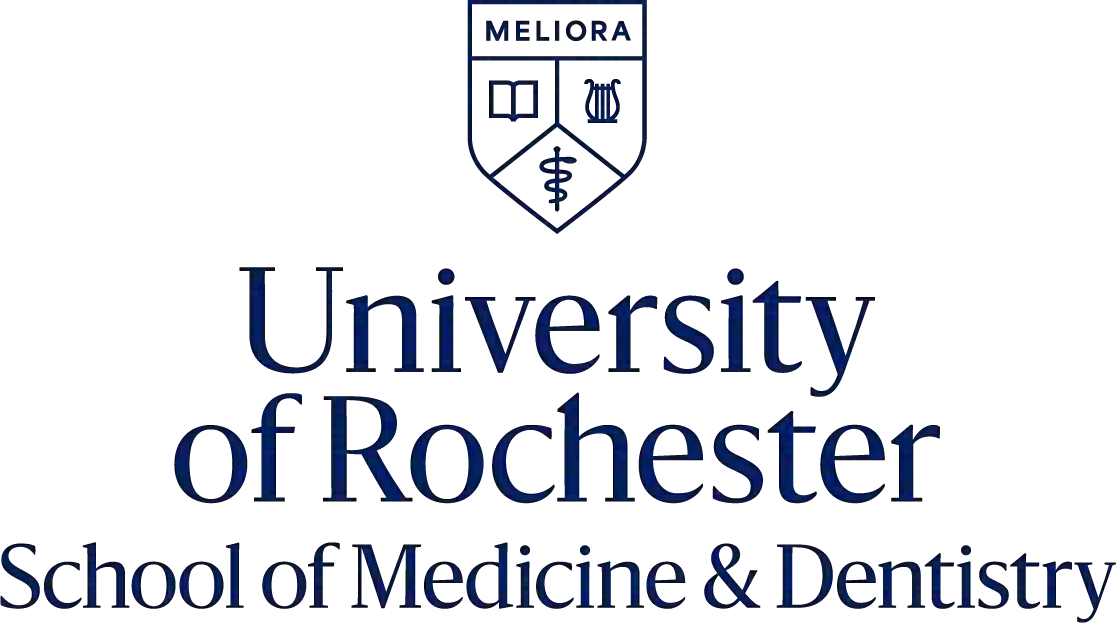 MELIORA
University
of Rochester
School of Medicine & Dentistry